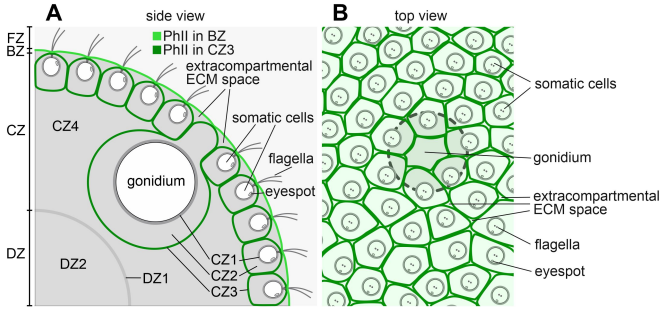 A
side view
PhII in BZ
PhII in CZ3
FZ
BZ
CZ
DZ
extracompartmental
ECM space
somatic cells
flagella
eyespot
CZ4
gonidium
CZ1
CZ2
CZ3
DZ2
DZ1
B
top view
somatic cells
gonidium
extracompartmental
ECM space
flagella
eyespot